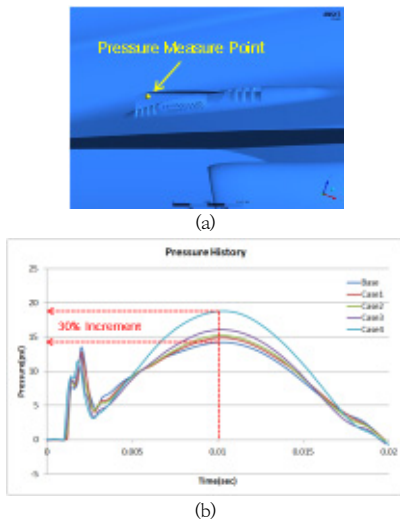 Pressure Measure Point
(a)
Pressure History
25
20
15
10
5
0
-5
Pressure(psi)
30% Increment
Base
Case1
Case2
Case3
Case4
0
0.005
0.01
0.015
0.02
Time(sec)
(b)